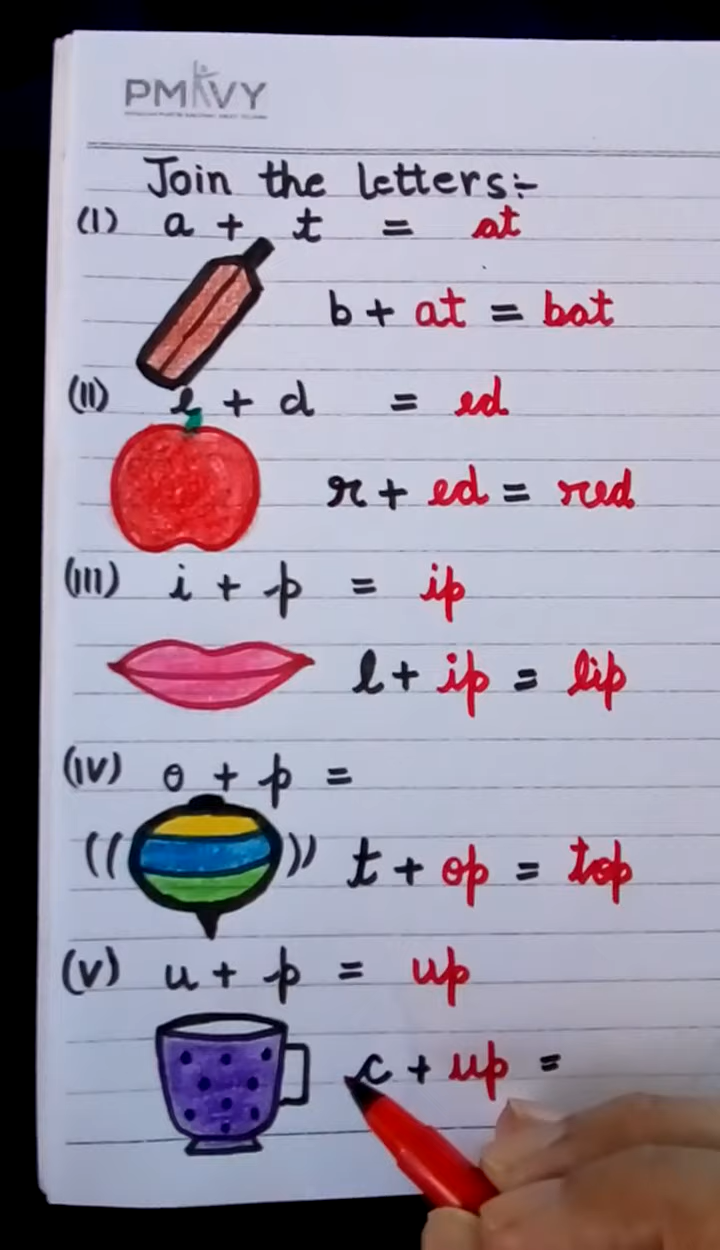 PMKVY
Join the letters:-
(I) a + t = at
b + at = bat
(II) e + d = ed
r + ed = red
(III) i + p = ip
l + ip = lip
(IV) o + p =
t + op = top
(V) u + p = up
c + up =